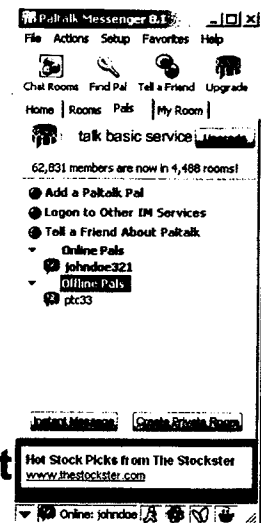 Paltalk Messenger 8.1
File Actions Setup Favorites Help
Chat Rooms Find Pal Tell a Friend Upgrade
Home Rooms Pals My Room
talk basic service Upgrade
62,831 members are now in 4,488 rooms!
Add a Paltalk Pal
Logon to Other IM Services
Tell a Friend About Paltalk
Online Pals
johndoe321
Offline Pals
ptc33
Instant Message Create Private Room
t
Hot Stock Picks from The Stockster
www.thestockster.com
Online: johndoe